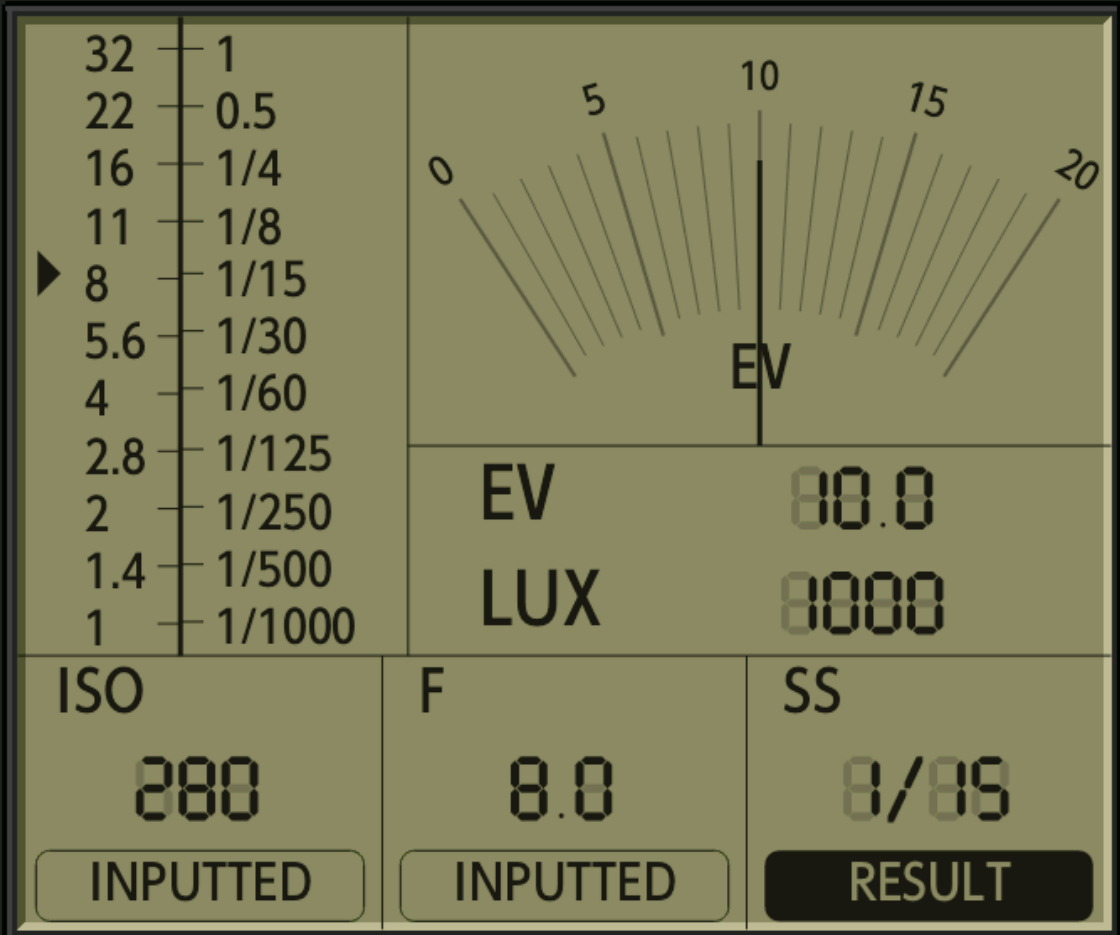 32 1
22 0.5
16 1/4
11 1/8
8 1/15
5.6 1/30
4 1/60
2.8 1/125
2 1/250
1.4 1/500
1 1/1000
0 5 10 15 20
EV
EV 10.0
LUX 1000
ISO F SS
280 8.0 1/15
INPUTTED INPUTTED RESULT